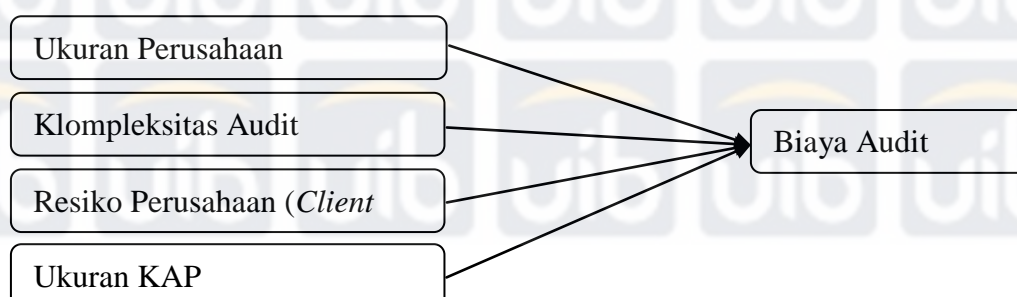 Ukuran Perusahaan
Klompleksitas Audit
Biaya Audit
Resiko Perusahaan (Client
Ukuran KAP